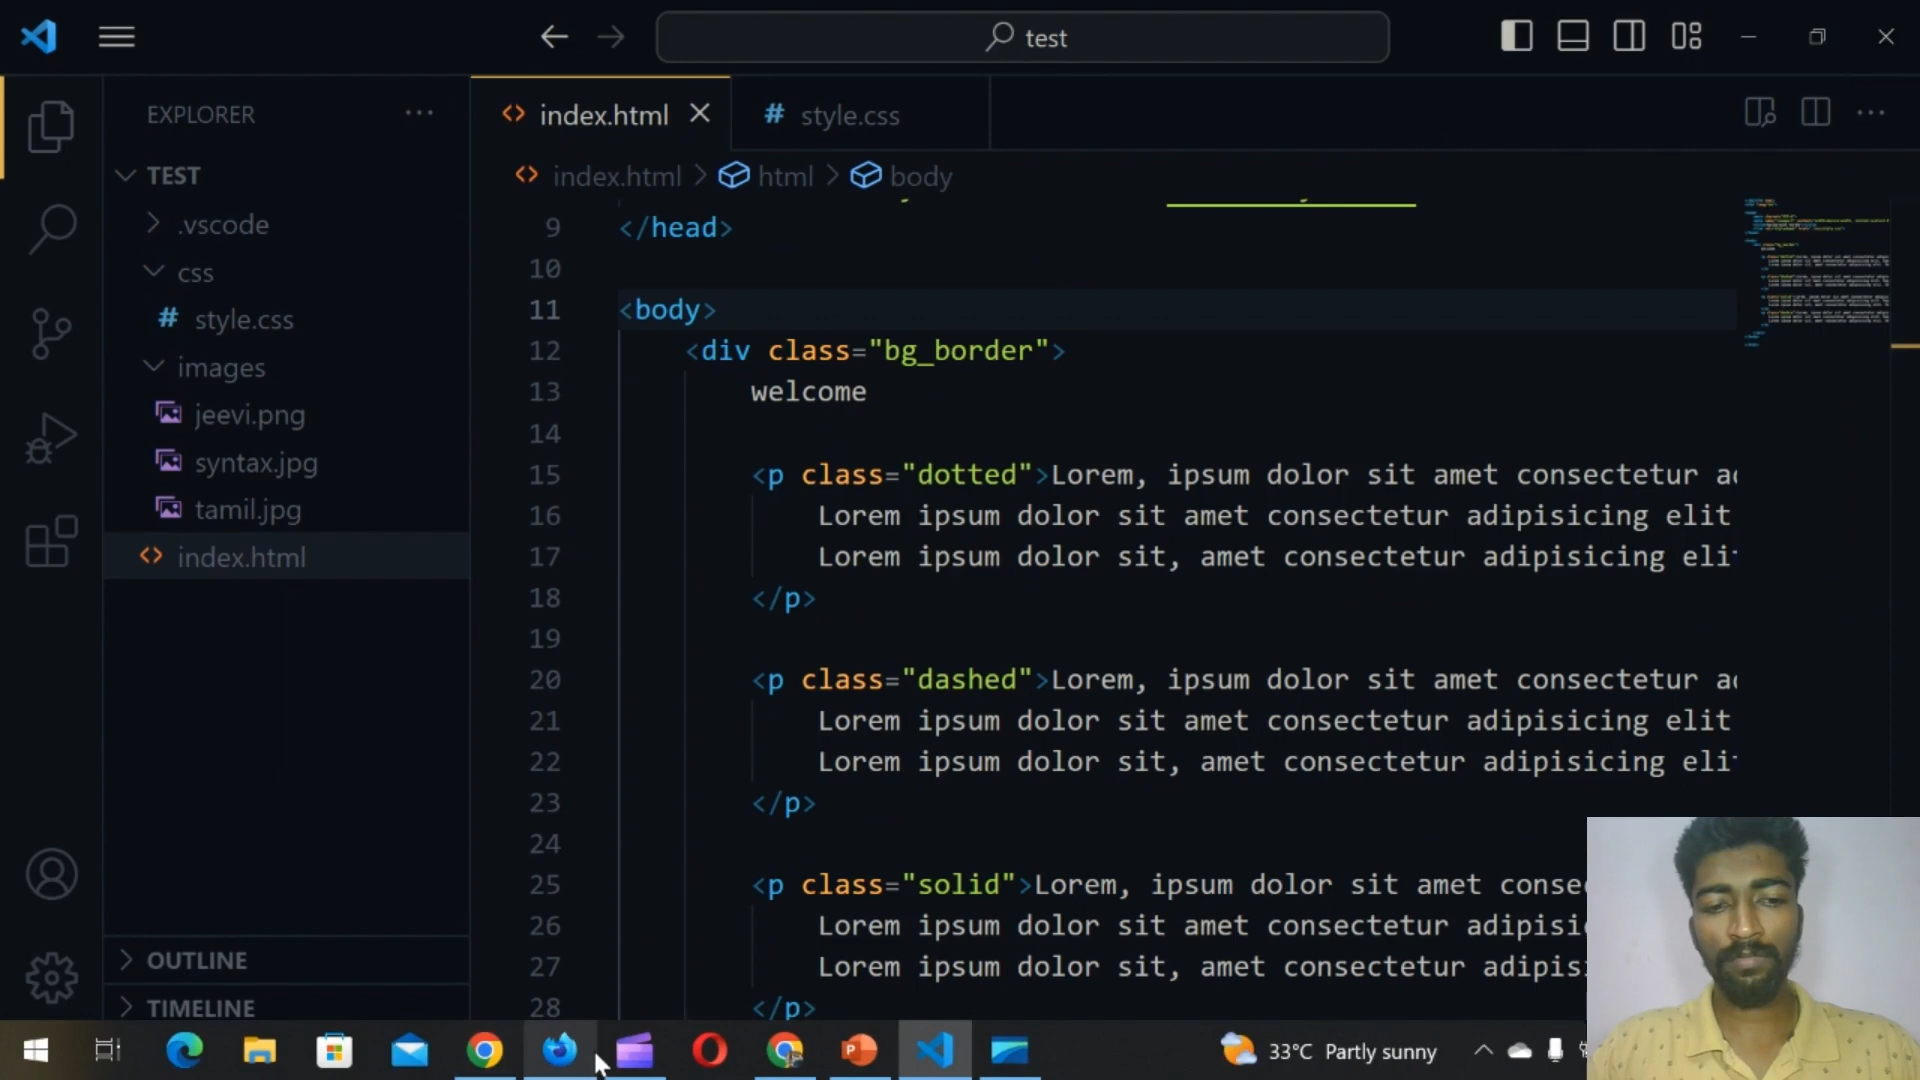 test
EXPLORER
index.html
style.css
TEST
index.html > html > body
.vscode
css
style.css
images
jeevi.png
syntax.jpg
tamil.jpg
index.html
9 </head>
10
11 <body>
12 <div class="bg_border">
13 welcome
14
15 <p class="dotted">Lorem, ipsum dolor sit amet consectetur
16 Lorem ipsum dolor sit amet consectetur adipisicing elit
17 Lorem ipsum dolor sit, amet consectetur adipisicing
18 </p>
19
20 <p class="dashed">Lorem, ipsum dolor sit amet consectetur
21 Lorem ipsum dolor sit amet consectetur adipisicing elit
22 Lorem ipsum dolor sit, amet consectetur adipisicing
23 </p>
24
25 <p class="solid">Lorem, ipsum dolor sit amet
26 Lorem ipsum dolor sit amet consectetur
27 Lorem ipsum dolor sit, amet consectetur
28 </p>
OUTLINE
TIMELINE
33°C Partly sunny